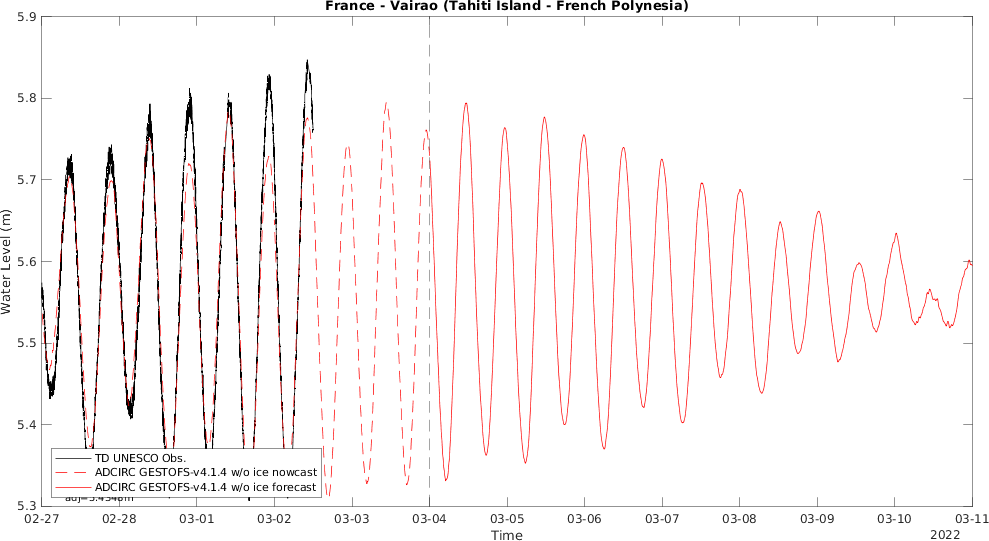 France - Vairao (Tahiti Island - French Polynesia)
5.9
5.8
5.7
5.6
5.5
5.4
5.3
Water Level (m)
TD UNESCO Obs.
ADCIRC GESTOFS-v4.1.4 w/o ice nowcast
ADCIRC GESTOFS-v4.1.4 w/o ice forecast
02-27 02-28 03-01 03-02 03-03 03-04 03-05 03-06 03-07 03-08 03-09 03-10 03-11
Time
2022